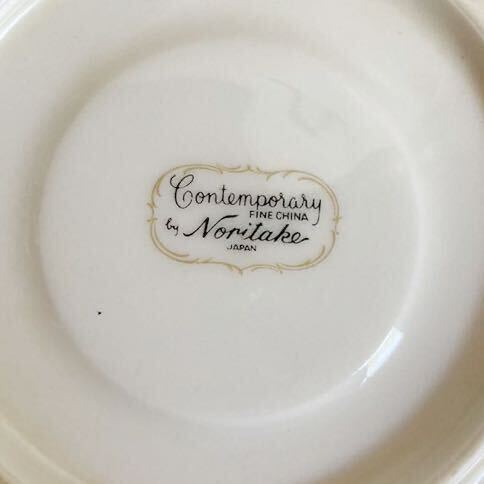 Contemporary
FINE CHINA
by Noritake
JAPAN